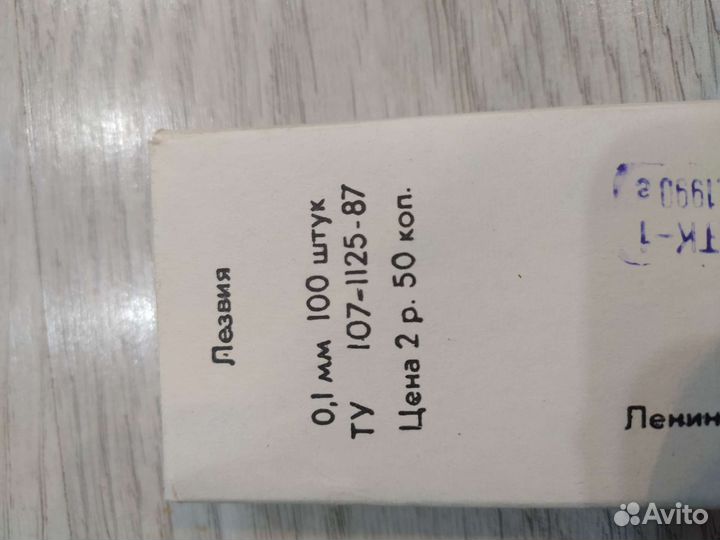 Лезвия
0,1 мм 100 штук
ТУ 107-1125-87
Цена 2 р. 50 коп.
Ленин
ТК-1
1990 г
Avito